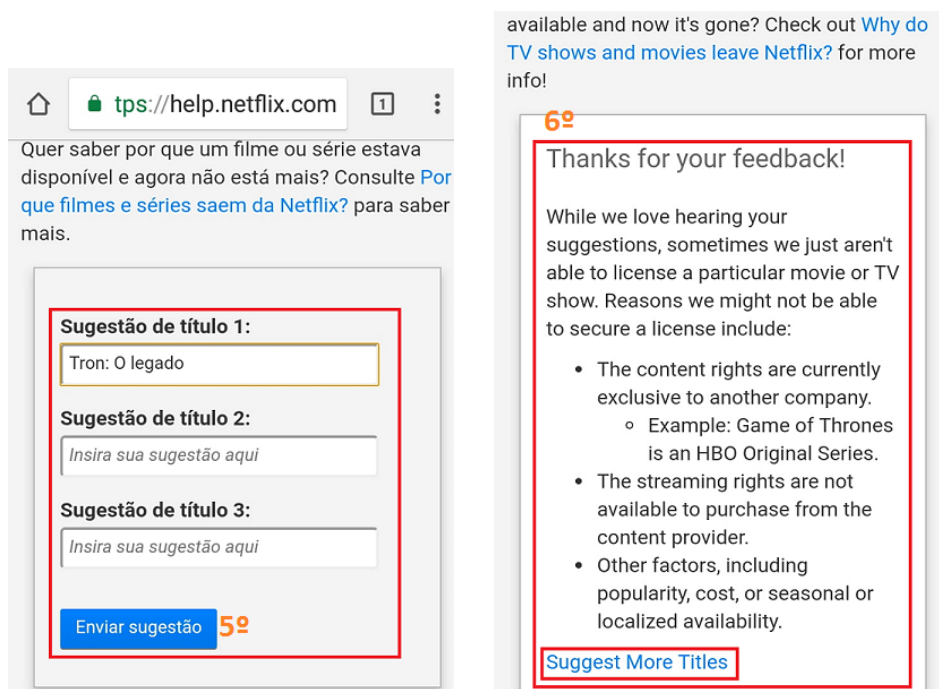 tps://help.netflix.com
1
Quer saber por que um filme ou série estava
disponível e agora não está mais? Consulte Por
que filmes e séries saem da Netflix? para saber
mais.
Sugestão de título 1:
Tron: O legado
Sugestão de título 2:
Insira sua sugestão aqui
Sugestão de título 3:
Insira sua sugestão aqui
Enviar sugestão
5º
available and now it's gone? Check out Why do
TV shows and movies leave Netflix? for more
info!
6º
Thanks for your feedback!
While we love hearing your
suggestions, sometimes we just aren't
able to license a particular movie or TV
show. Reasons we might not be able
to secure a license include:
• The content rights are currently
exclusive to another company.
◦ Example: Game of Thrones
is an HBO Original Series.
• The streaming rights are not
available to purchase from the
content provider.
• Other factors, including
popularity, cost, or seasonal or
localized availability.
Suggest More Titles